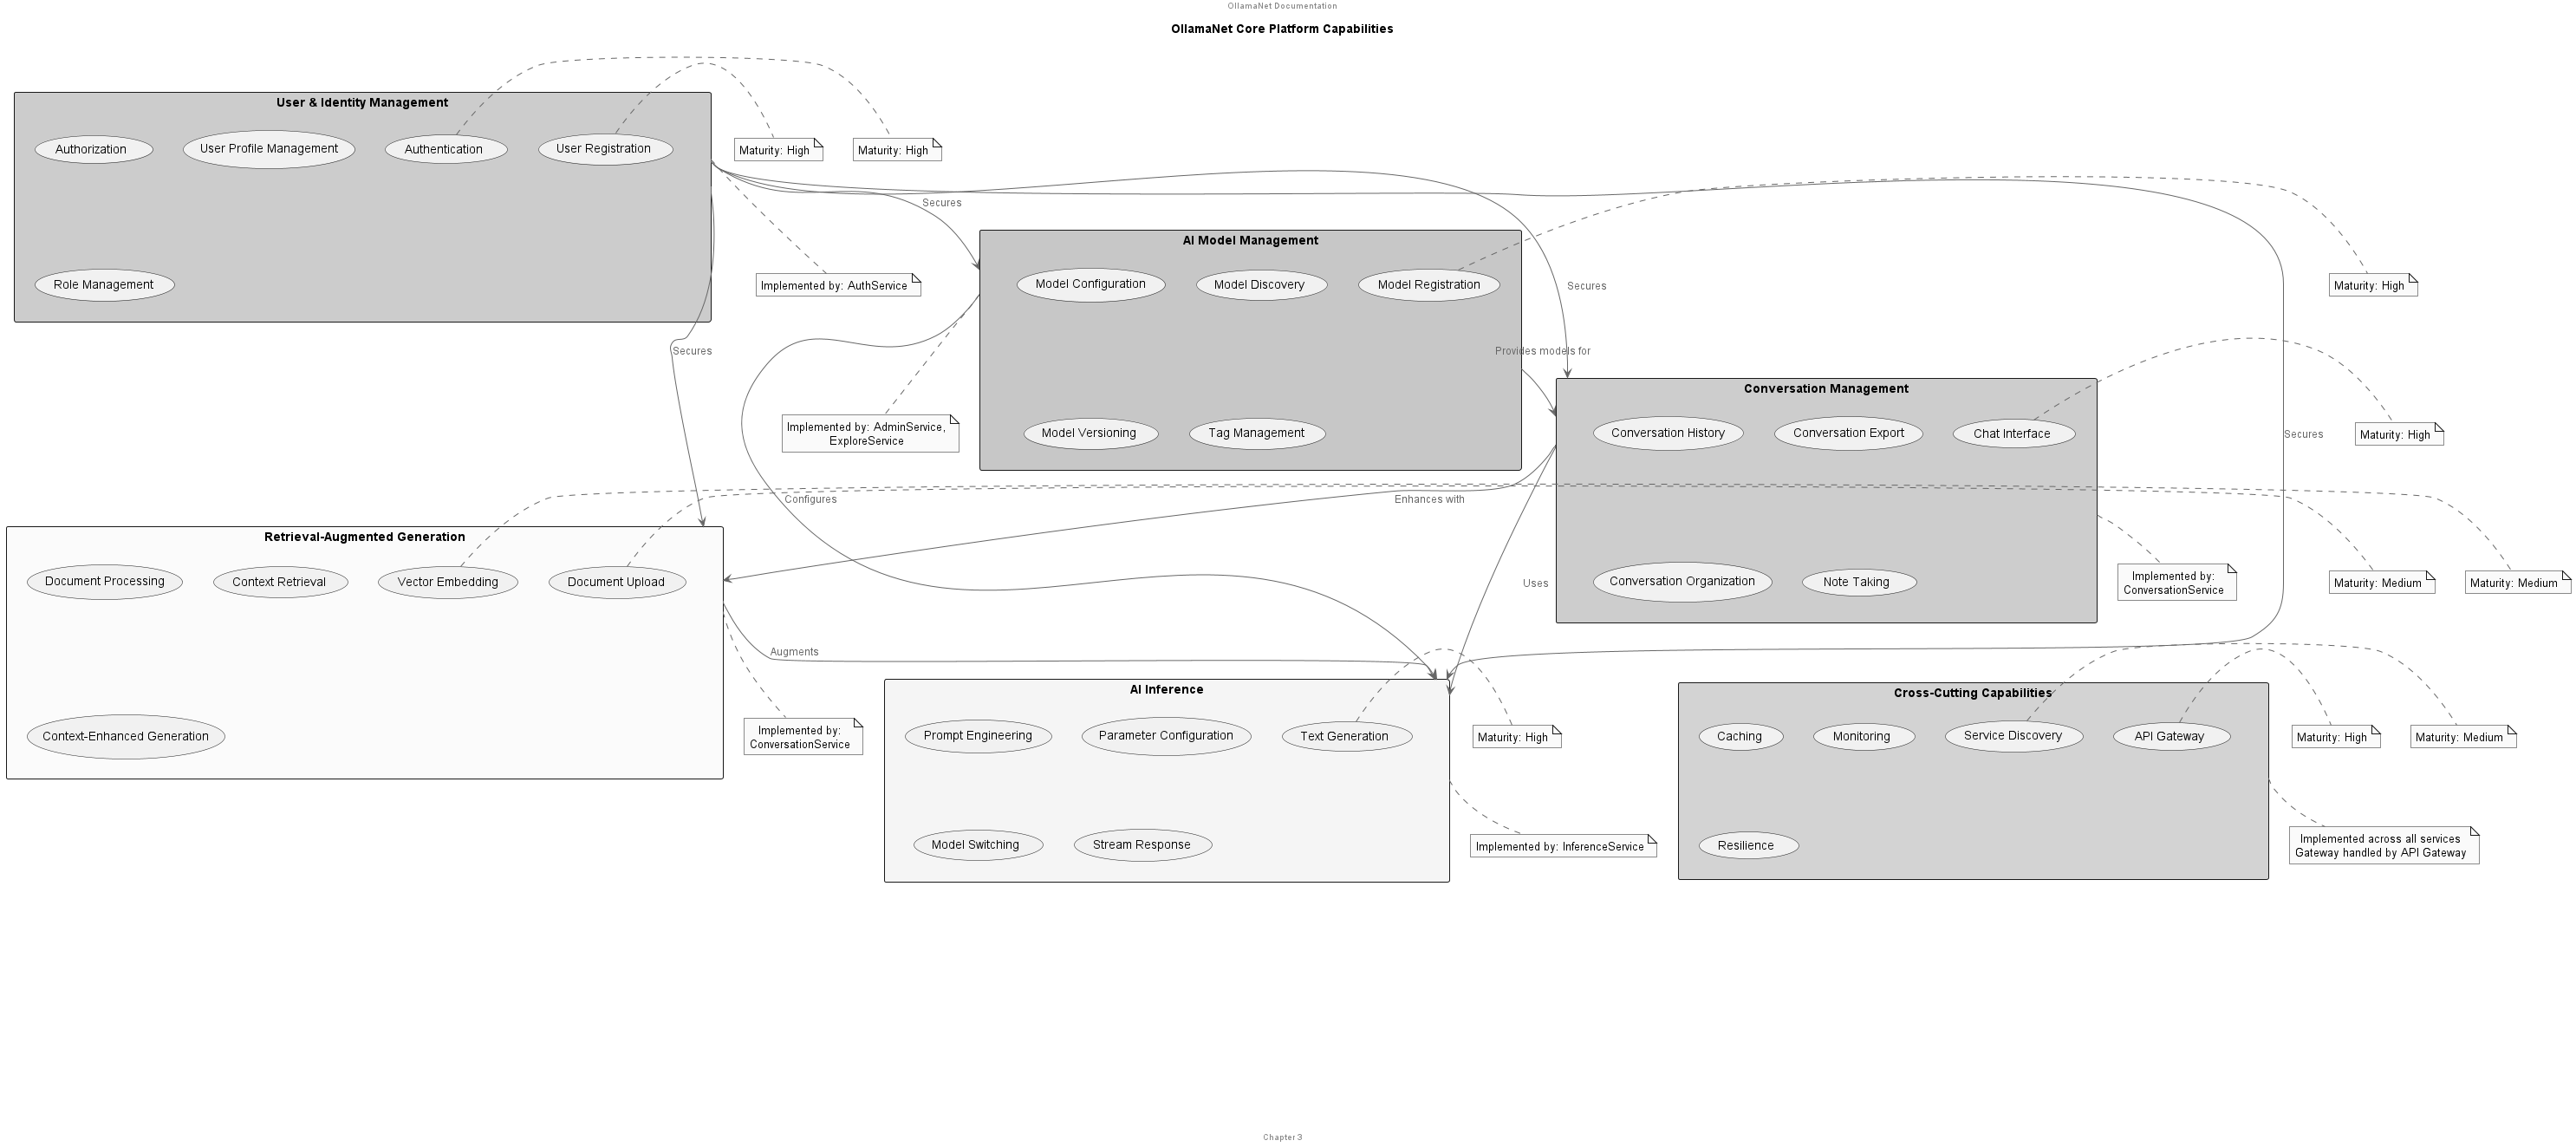 OllamaNet Documentation
OllamaNet Core Platform Capabilities
User & Identity Management
Authorization
User Profile Management
Authentication
User Registration
Role Management
Maturity: High
Maturity: High
Implemented by: AuthService
Secures
Secures
Secures
Secures
AI Model Management
Model Configuration
Model Discovery
Model Registration
Model Versioning
Tag Management
Maturity: High
Implemented by: AdminService,
ExploreService
Provides models for
Configures
Conversation Management
Conversation History
Conversation Export
Chat Interface
Conversation Organization
Note Taking
Maturity: High
Implemented by:
ConversationService
Enhances with
Uses
Retrieval-Augmented Generation
Document Processing
Context Retrieval
Vector Embedding
Document Upload
Context-Enhanced Generation
Maturity: Medium
Maturity: Medium
Implemented by:
ConversationService
Augments
AI Inference
Prompt Engineering
Parameter Configuration
Text Generation
Model Switching
Stream Response
Maturity: High
Implemented by: InferenceService
Cross-Cutting Capabilities
Caching
Monitoring
Service Discovery
API Gateway
Resilience
Maturity: High
Maturity: Medium
Implemented across all services
Gateway handled by API Gateway
Chapter 3